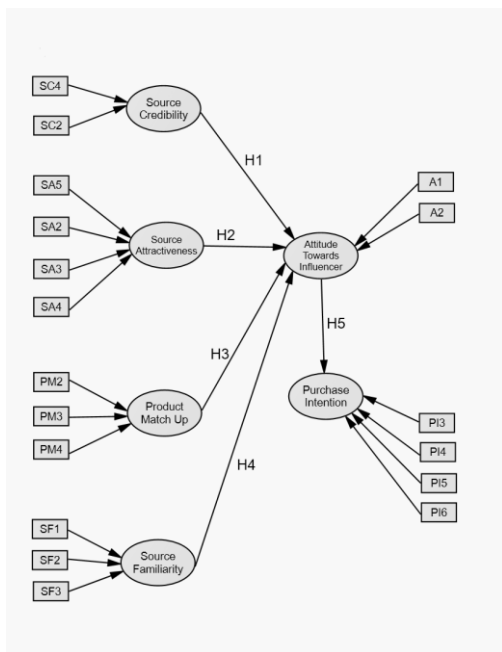 SC4
SC2
Source
Credibility
H1
SA5
SA2
SA3
SA4
Source
Attractiveness
H2
A1
A2
Attitude
Towards
Influencer
H3
H5
PM2
PM3
PM4
Product
Match Up
Purchase
Intention
PI3
PI4
PI5
PI6
H4
SF1
SF2
SF3
Source
Familiarity